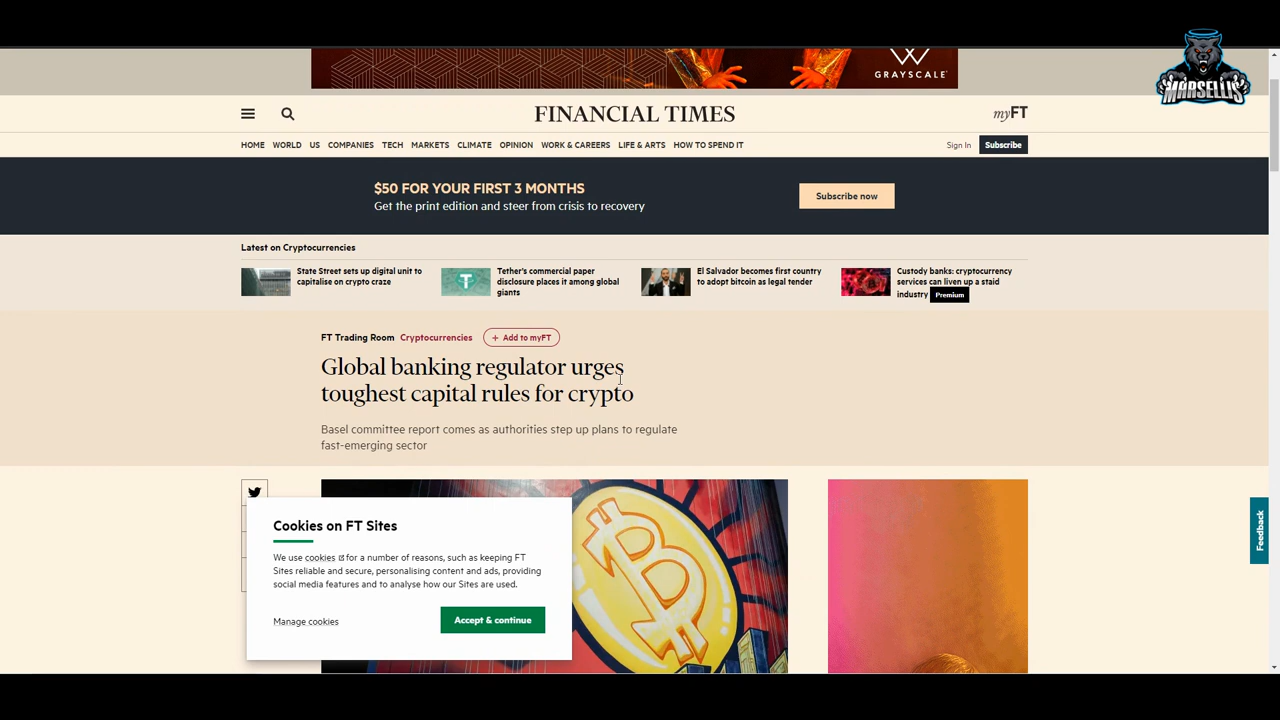 GRAYSCALE
MARSELLIS
FINANCIAL TIMES
myFT
HOME WORLD US COMPANIES TECH MARKETS CLIMATE OPINION WORK & CAREERS LIFE & ARTS HOW TO SPEND IT
Sign In
Subscribe
$50 FOR YOUR FIRST 3 MONTHS
Get the print edition and steer from crisis to recovery
Subscribe now
Latest on Cryptocurrencies
State Street sets up digital unit to
capitalise on crypto craze
Tether's commercial paper
disclosure places it among global
giants
El Salvador becomes first country
to adopt bitcoin as legal tender
Custody banks: cryptocurrency
services can liven up a staid
industry Premium
FT Trading Room Cryptocurrencies + Add to myFT
Global banking regulator urges
toughest capital rules for crypto
Basel committee report comes as authorities step up plans to regulate
fast-emerging sector
Cookies on FT Sites
We use cookies for a number of reasons, such as keeping FT
Sites reliable and secure, personalising content and ads, providing
social media features and to analyse how our Sites are used.
Manage cookies
Accept & continue
Feedback